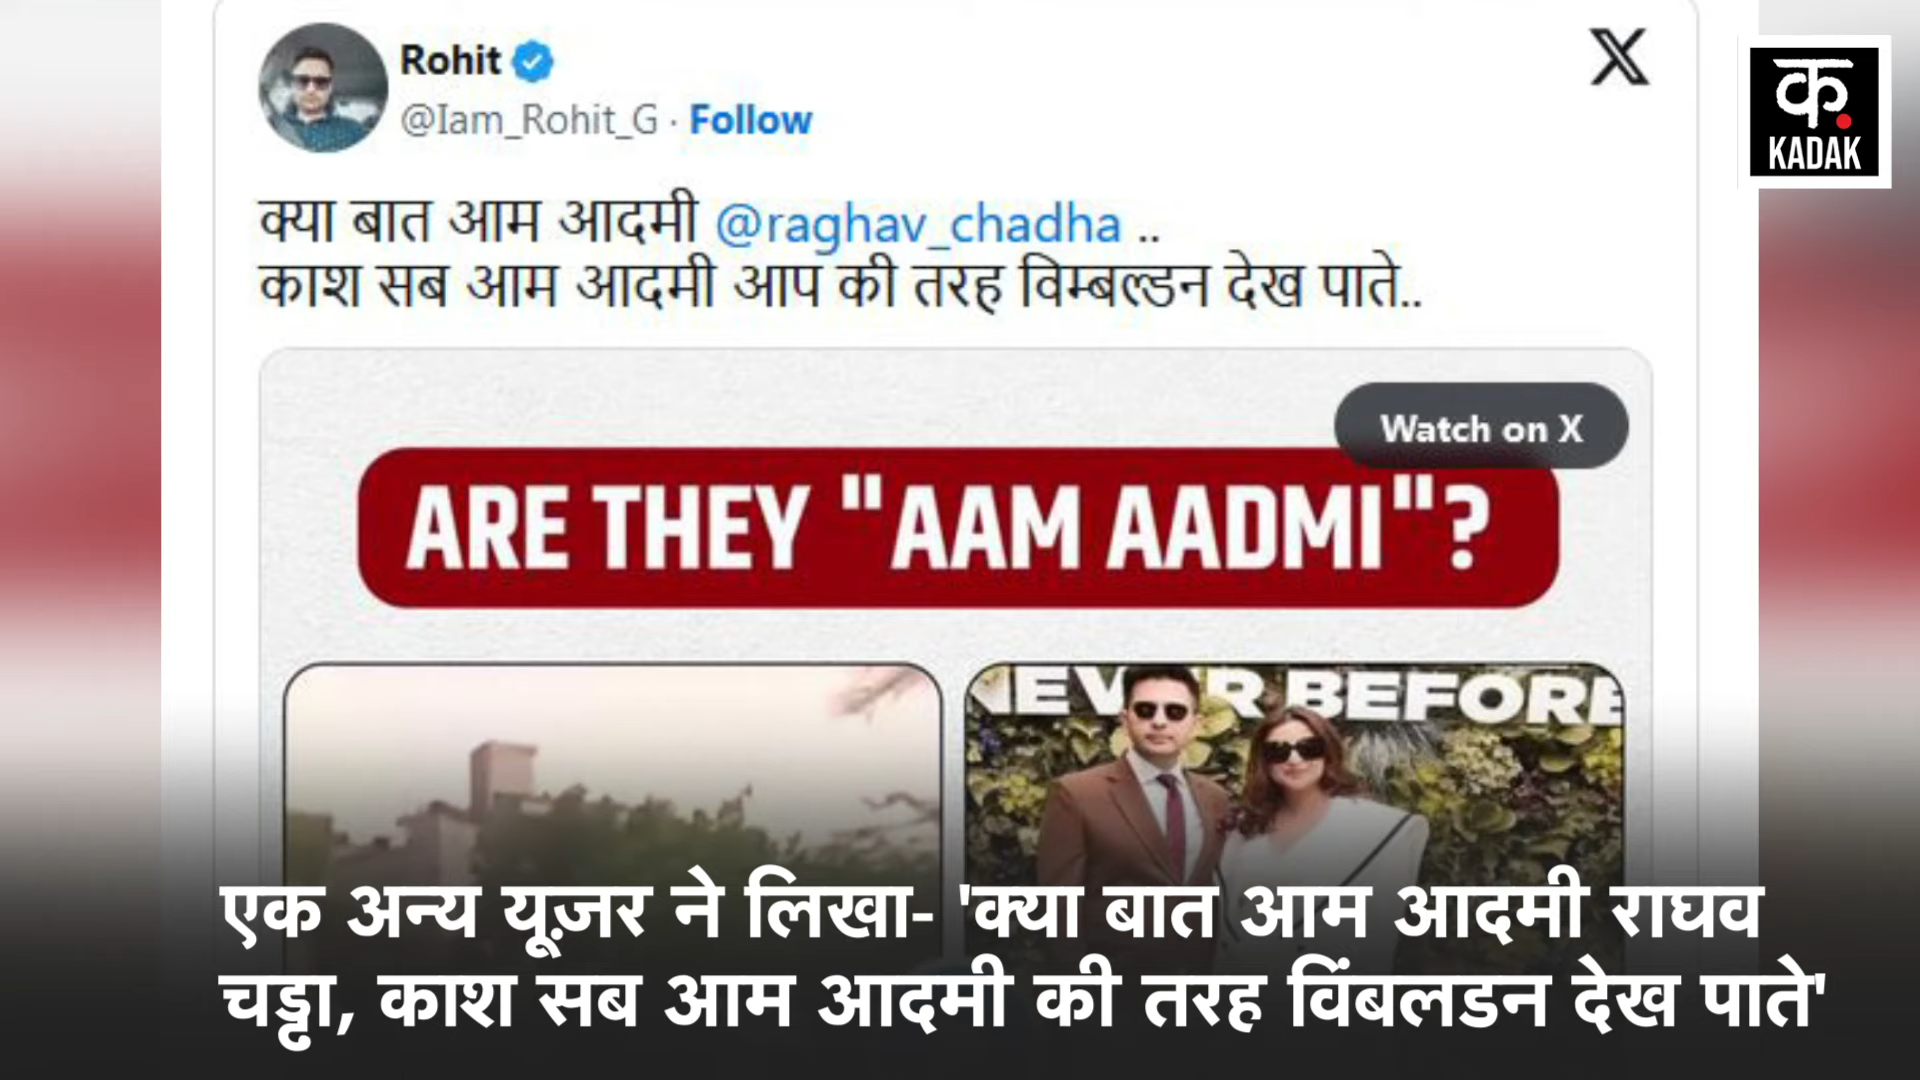 Rohit
@Iam_Rohit_G · Follow
X
क
KADAK
क्या बात आम आदमी @raghav_chadha ..
काश सब आम आदमी आप की तरह विम्बल्डन देख पाते..
Watch on X
ARE THEY "AAM AADMI"?
NEVER BEFORE
एक अन्य यूज़र ने लिखा- 'क्या बात आम आदमी राघव
चड्ढा, काश सब आम आदमी की तरह विंबलडन देख पाते'